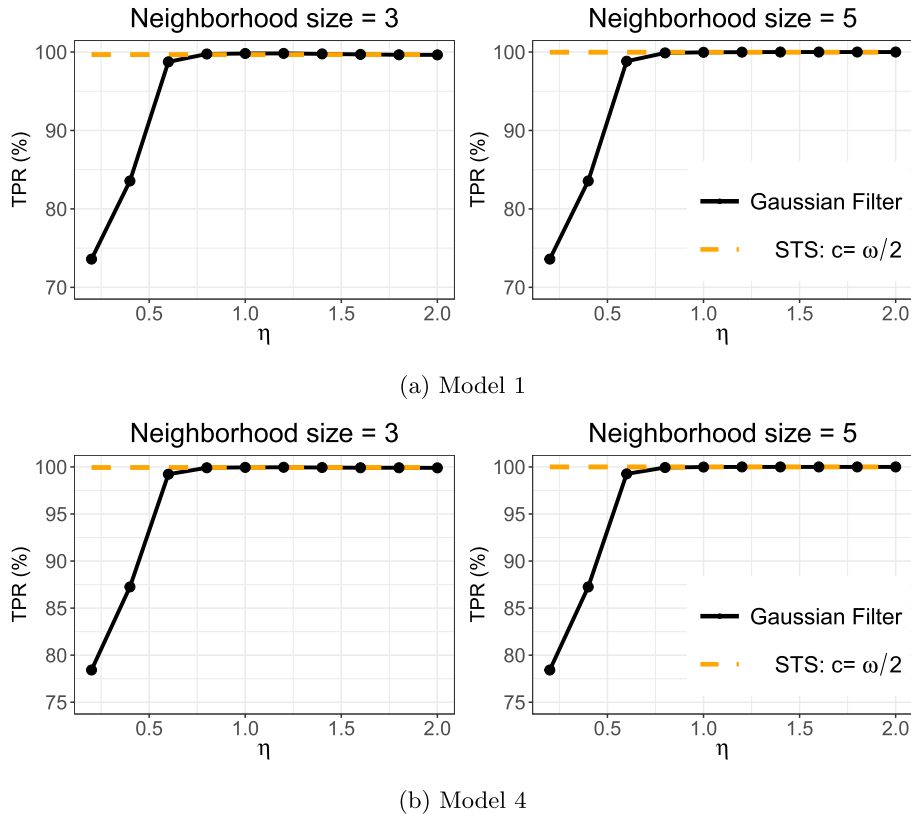 Neighborhood size = 3
Neighborhood size = 5
100
90
80
70
TPR (%)
0.5 1.0 1.5 2.0
η
100
90
80
70
TPR (%)
Gaussian Filter
STS: c= ω/2
0.5 1.0 1.5 2.0
η
(a) Model 1
Neighborhood size = 3
Neighborhood size = 5
100
95
90
85
80
75
TPR (%)
0.5 1.0 1.5 2.0
η
100
95
90
85
80
75
TPR (%)
Gaussian Filter
STS: c= ω/2
0.5 1.0 1.5 2.0
η
(b) Model 4